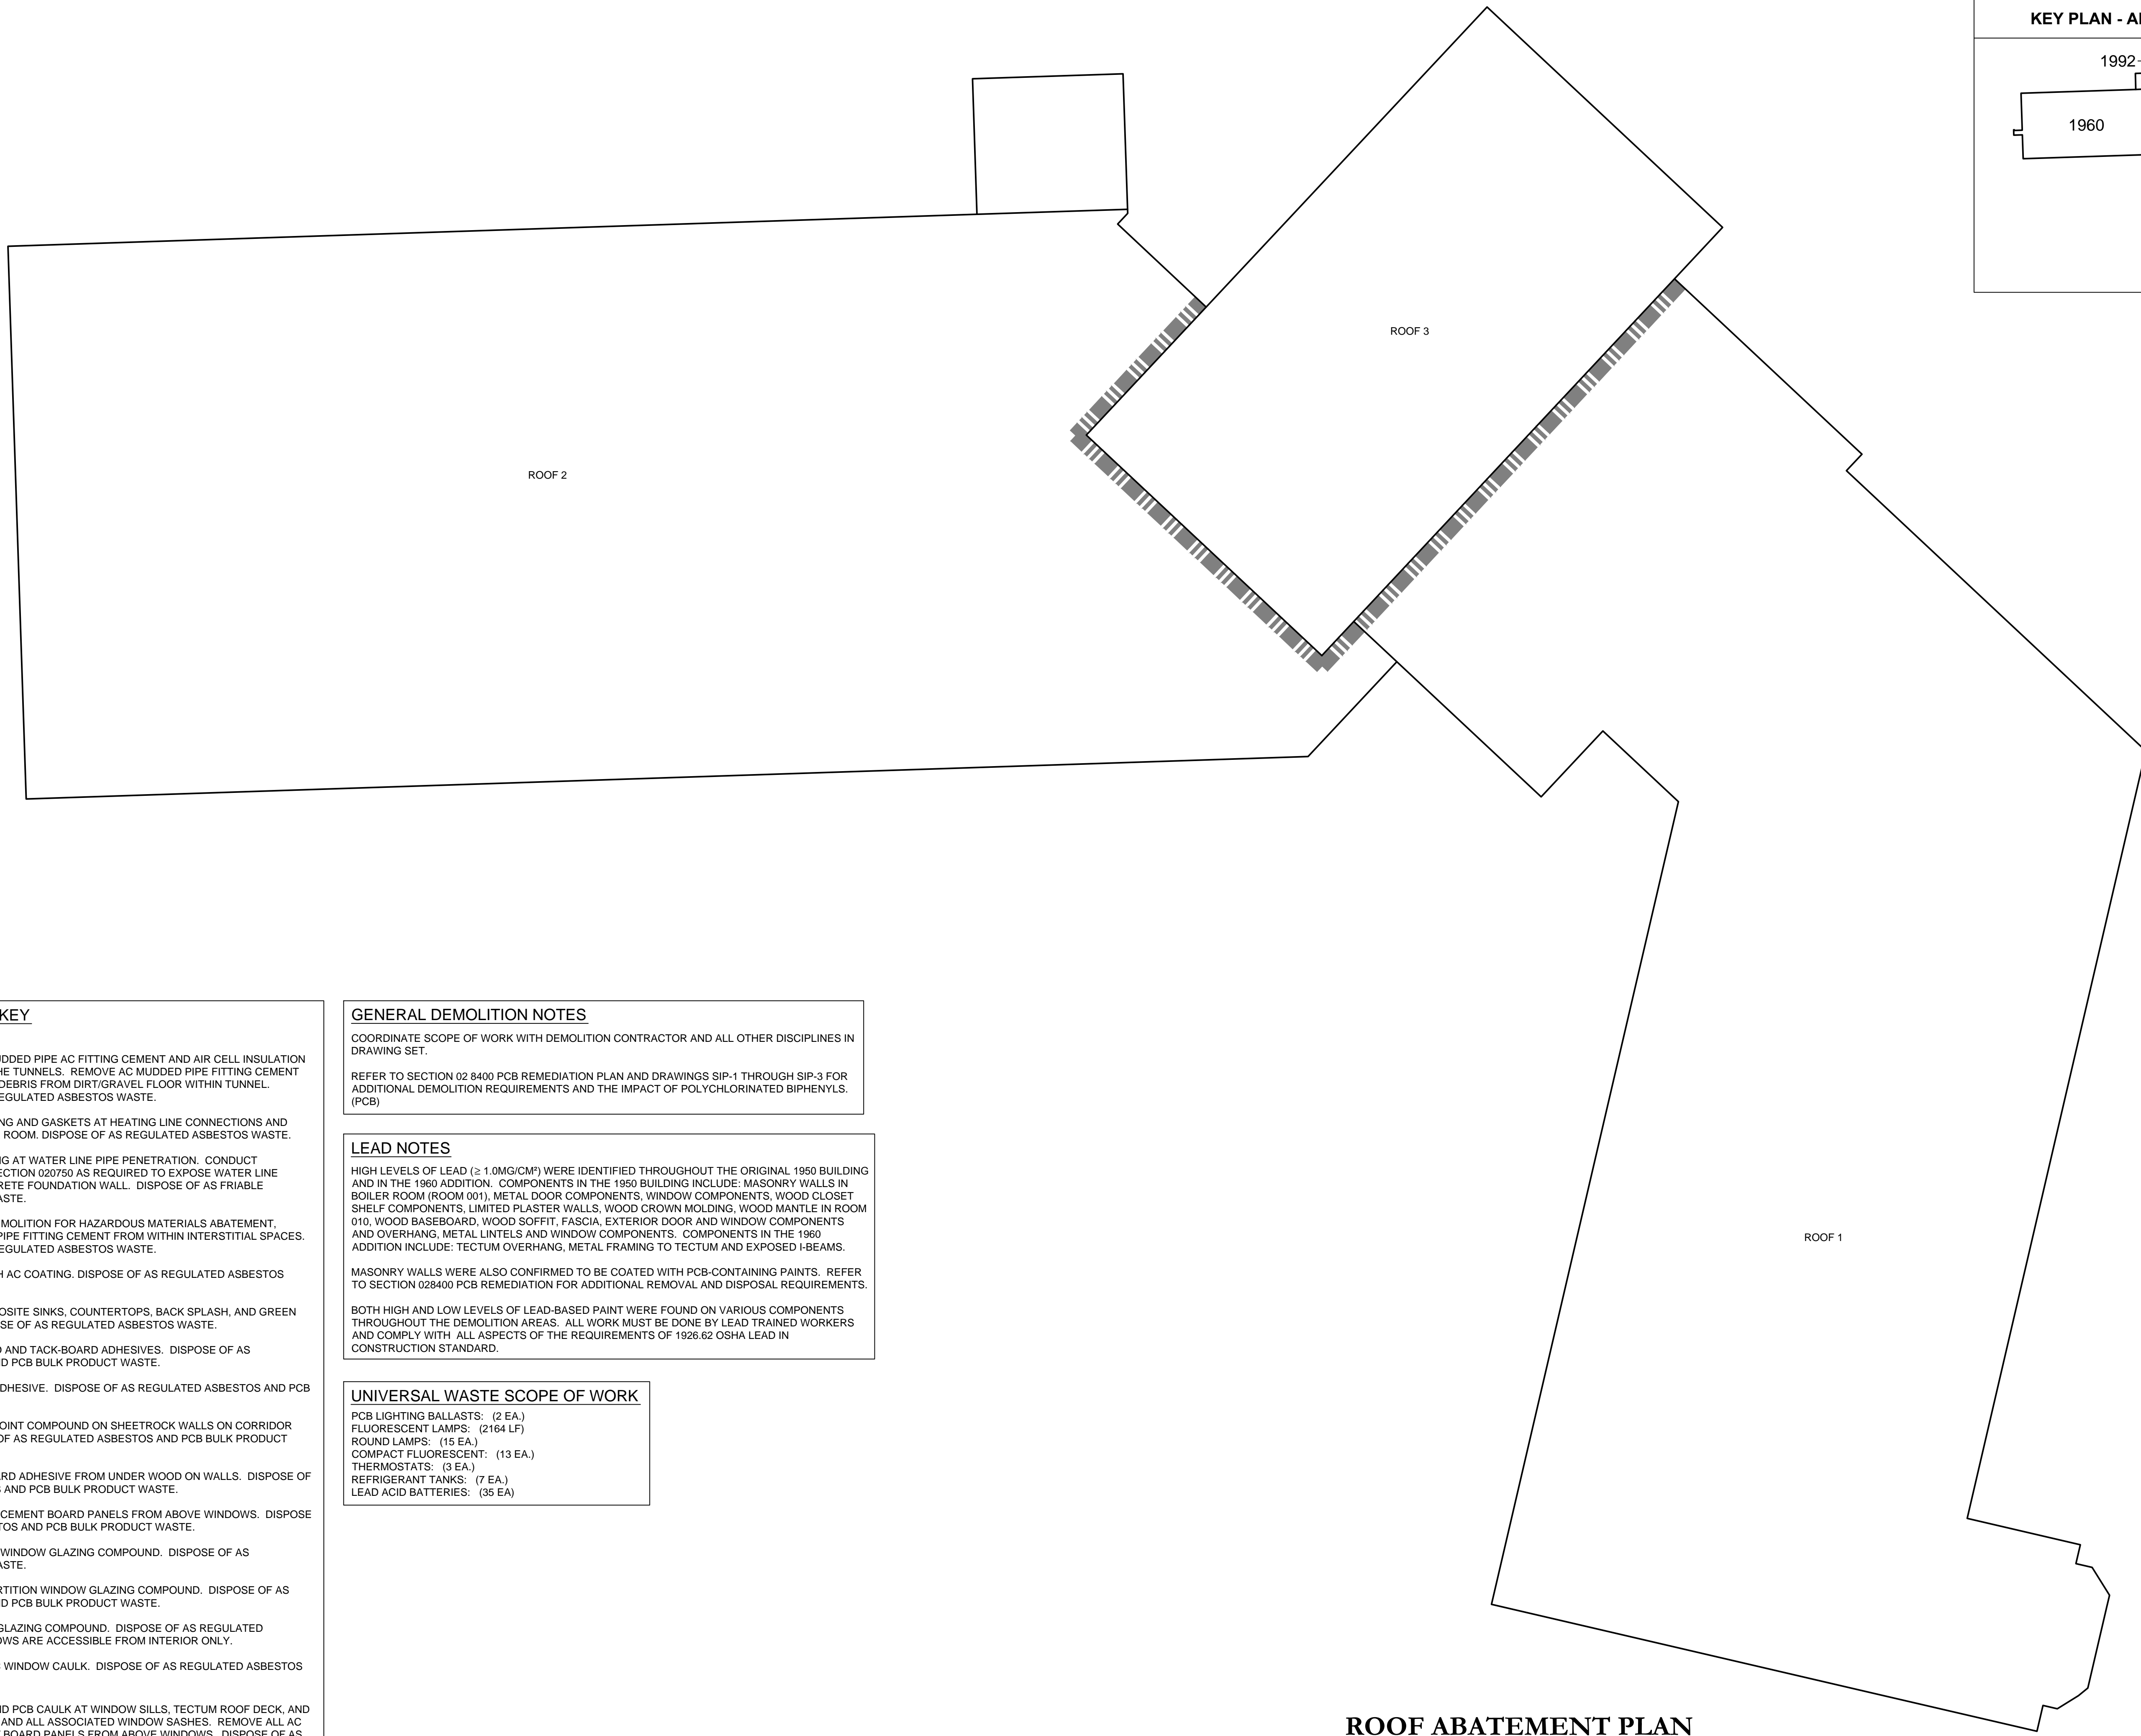 KEY PLAN - A
1992
1960
ROOF 3
ROOF 2
ROOF 1
KEY
MUDDED PIPE AC FITTING CEMENT AND AIR CELL INSULATION
THE TUNNELS. REMOVE AC MUDDED PIPE FITTING CEMENT
DEBRIS FROM DIRT/GRAVEL FLOOR WITHIN TUNNEL.
REGULATED ASBESTOS WASTE.
NG AND GASKETS AT HEATING LINE CONNECTIONS AND
ROOM. DISPOSE OF AS REGULATED ASBESTOS WASTE.
G AT WATER LINE PIPE PENETRATION. CONDUCT
SECTION 020750 AS REQUIRED TO EXPOSE WATER LINE
CRETE FOUNDATION WALL. DISPOSE OF AS FRIABLE
WASTE.
EMOLITION FOR HAZARDOUS MATERIALS ABATEMENT,
PIPE FITTING CEMENT FROM WITHIN INTERSTITIAL SPACES.
REGULATED ASBESTOS WASTE.
H AC COATING. DISPOSE OF AS REGULATED ASBESTOS
OSITE SINKS, COUNTERTOPS, BACK SPLASH, AND GREEN
SE OF AS REGULATED ASBESTOS WASTE.
D AND TACK-BOARD ADHESIVES. DISPOSE OF AS
D PCB BULK PRODUCT WASTE.
DHESIVE. DISPOSE OF AS REGULATED ASBESTOS AND PCB
OINT COMPOUND ON SHEETROCK WALLS ON CORRIDOR
OF AS REGULATED ASBESTOS AND PCB BULK PRODUCT
RD ADHESIVE FROM UNDER WOOD ON WALLS. DISPOSE OF
S AND PCB BULK PRODUCT WASTE.
CEMENT BOARD PANELS FROM ABOVE WINDOWS. DISPOSE
TOS AND PCB BULK PRODUCT WASTE.
WINDOW GLAZING COMPOUND. DISPOSE OF AS
ASTE.
RTITION WINDOW GLAZING COMPOUND. DISPOSE OF AS
D PCB BULK PRODUCT WASTE.
GLAZING COMPOUND. DISPOSE OF AS REGULATED
OWS ARE ACCESSIBLE FROM INTERIOR ONLY.
WINDOW CAULK. DISPOSE OF AS REGULATED ASBESTOS
ND PCB CAULK AT WINDOW SILLS, TECTUM ROOF DECK, AND
AND ALL ASSOCIATED WINDOW SASHES. REMOVE ALL AC
BOARD PANELS FROM ABOVE WINDOWS. DISPOSE OF AS
GENERAL DEMOLITION NOTES
COORDINATE SCOPE OF WORK WITH DEMOLITION CONTRACTOR AND ALL OTHER DISCIPLINES IN
DRAWING SET.
REFER TO SECTION 02 8400 PCB REMEDIATION PLAN AND DRAWINGS SIP-1 THROUGH SIP-3 FOR
ADDITIONAL DEMOLITION REQUIREMENTS AND THE IMPACT OF POLYCHLORINATED BIPHENYLS.
(PCB)
LEAD NOTES
HIGH LEVELS OF LEAD (≥ 1.0MG/CM²) WERE IDENTIFIED THROUGHOUT THE ORIGINAL 1950 BUILDING
AND IN THE 1960 ADDITION. COMPONENTS IN THE 1950 BUILDING INCLUDE: MASONRY WALLS IN
BOILER ROOM (ROOM 001), METAL DOOR COMPONENTS, WINDOW COMPONENTS, WOOD CLOSET
SHELF COMPONENTS, LIMITED PLASTER WALLS, WOOD CROWN MOLDING, WOOD MANTLE IN ROOM
010, WOOD BASEBOARD, WOOD SOFFIT, FASCIA, EXTERIOR DOOR AND WINDOW COMPONENTS
AND OVERHANG, METAL LINTELS AND WINDOW COMPONENTS. COMPONENTS IN THE 1960
ADDITION INCLUDE: TECTUM OVERHANG, METAL FRAMING TO TECTUM AND EXPOSED I-BEAMS.
MASONRY WALLS WERE ALSO CONFIRMED TO BE COATED WITH PCB-CONTAINING PAINTS. REFER
TO SECTION 028400 PCB REMEDIATION FOR ADDITIONAL REMOVAL AND DISPOSAL REQUIREMENTS.
BOTH HIGH AND LOW LEVELS OF LEAD-BASED PAINT WERE FOUND ON VARIOUS COMPONENTS
THROUGHOUT THE DEMOLITION AREAS. ALL WORK MUST BE DONE BY LEAD TRAINED WORKERS
AND COMPLY WITH ALL ASPECTS OF THE REQUIREMENTS OF 1926.62 OSHA LEAD IN
CONSTRUCTION STANDARD.
UNIVERSAL WASTE SCOPE OF WORK
PCB LIGHTING BALLASTS: (2 EA.)
FLUORESCENT LAMPS: (2164 LF)
ROUND LAMPS: (15 EA.)
COMPACT FLUORESCENT: (13 EA.)
THERMOSTATS: (3 EA.)
REFRIGERANT TANKS: (7 EA.)
LEAD ACID BATTERIES: (35 EA)
ROOF ABATEMENT PLAN